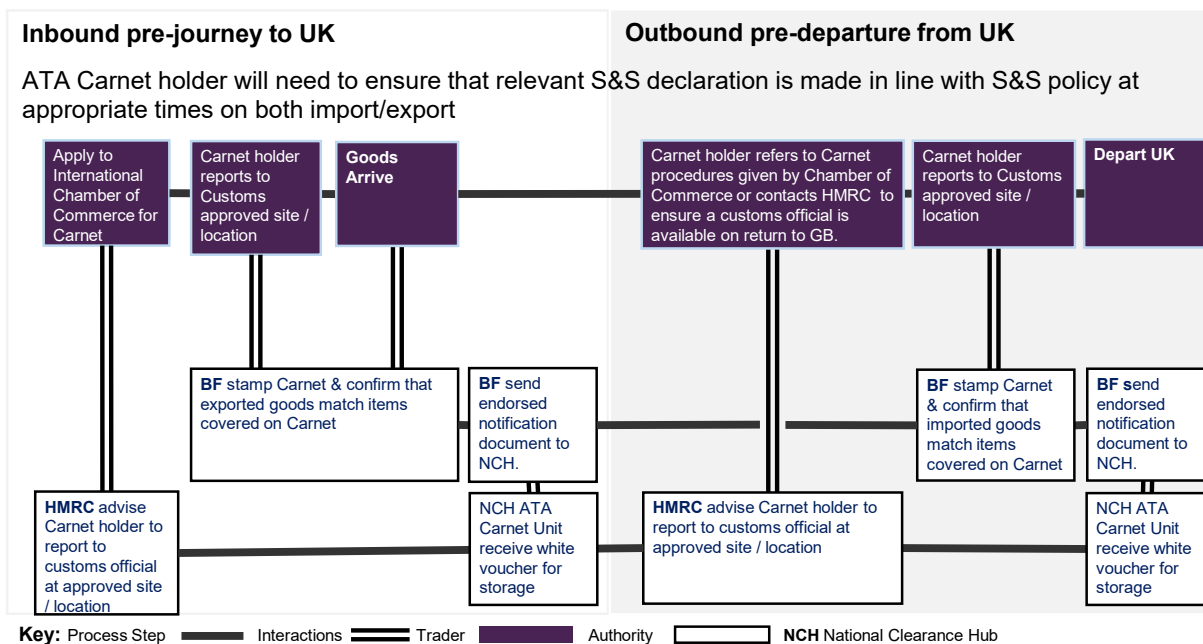 Inbound pre-journey to UK
Outbound pre-departure from UK
ATA Carnet holder will need to ensure that relevant S&S declaration is made in line with S&S policy at
appropriate times on both import/export
Apply to
International
Chamber of
Commerce for
Carnet
Carnet holder
reports to
Customs
approved site /
location
Goods
Arrive
Carnet holder refers to Carnet
procedures given by Chamber of
Commerce or contacts HMRC to
ensure a customs official is
available on return to GB.
Carnet holder
reports to Customs
approved site /
location
Depart UK
BF stamp Carnet & confirm that
exported goods match items
covered on Carnet
BF send
endorsed
notification
document to
NCH.
BF stamp Carnet
& confirm that
imported goods
match items
covered on Carnet
BF send
endorsed
notification
document to
NCH.
HMRC advise
Carnet holder to
report to
customs official
at approved site
/ location
NCH ATA
Carnet Unit
receive white
voucher for
storage
HMRC advise Carnet holder to
report to customs official at
approved site / location
NCH ATA
Carnet Unit
receive white
voucher for
storage
Key: Process Step Interactions Trader Authority NCH National Clearance Hub